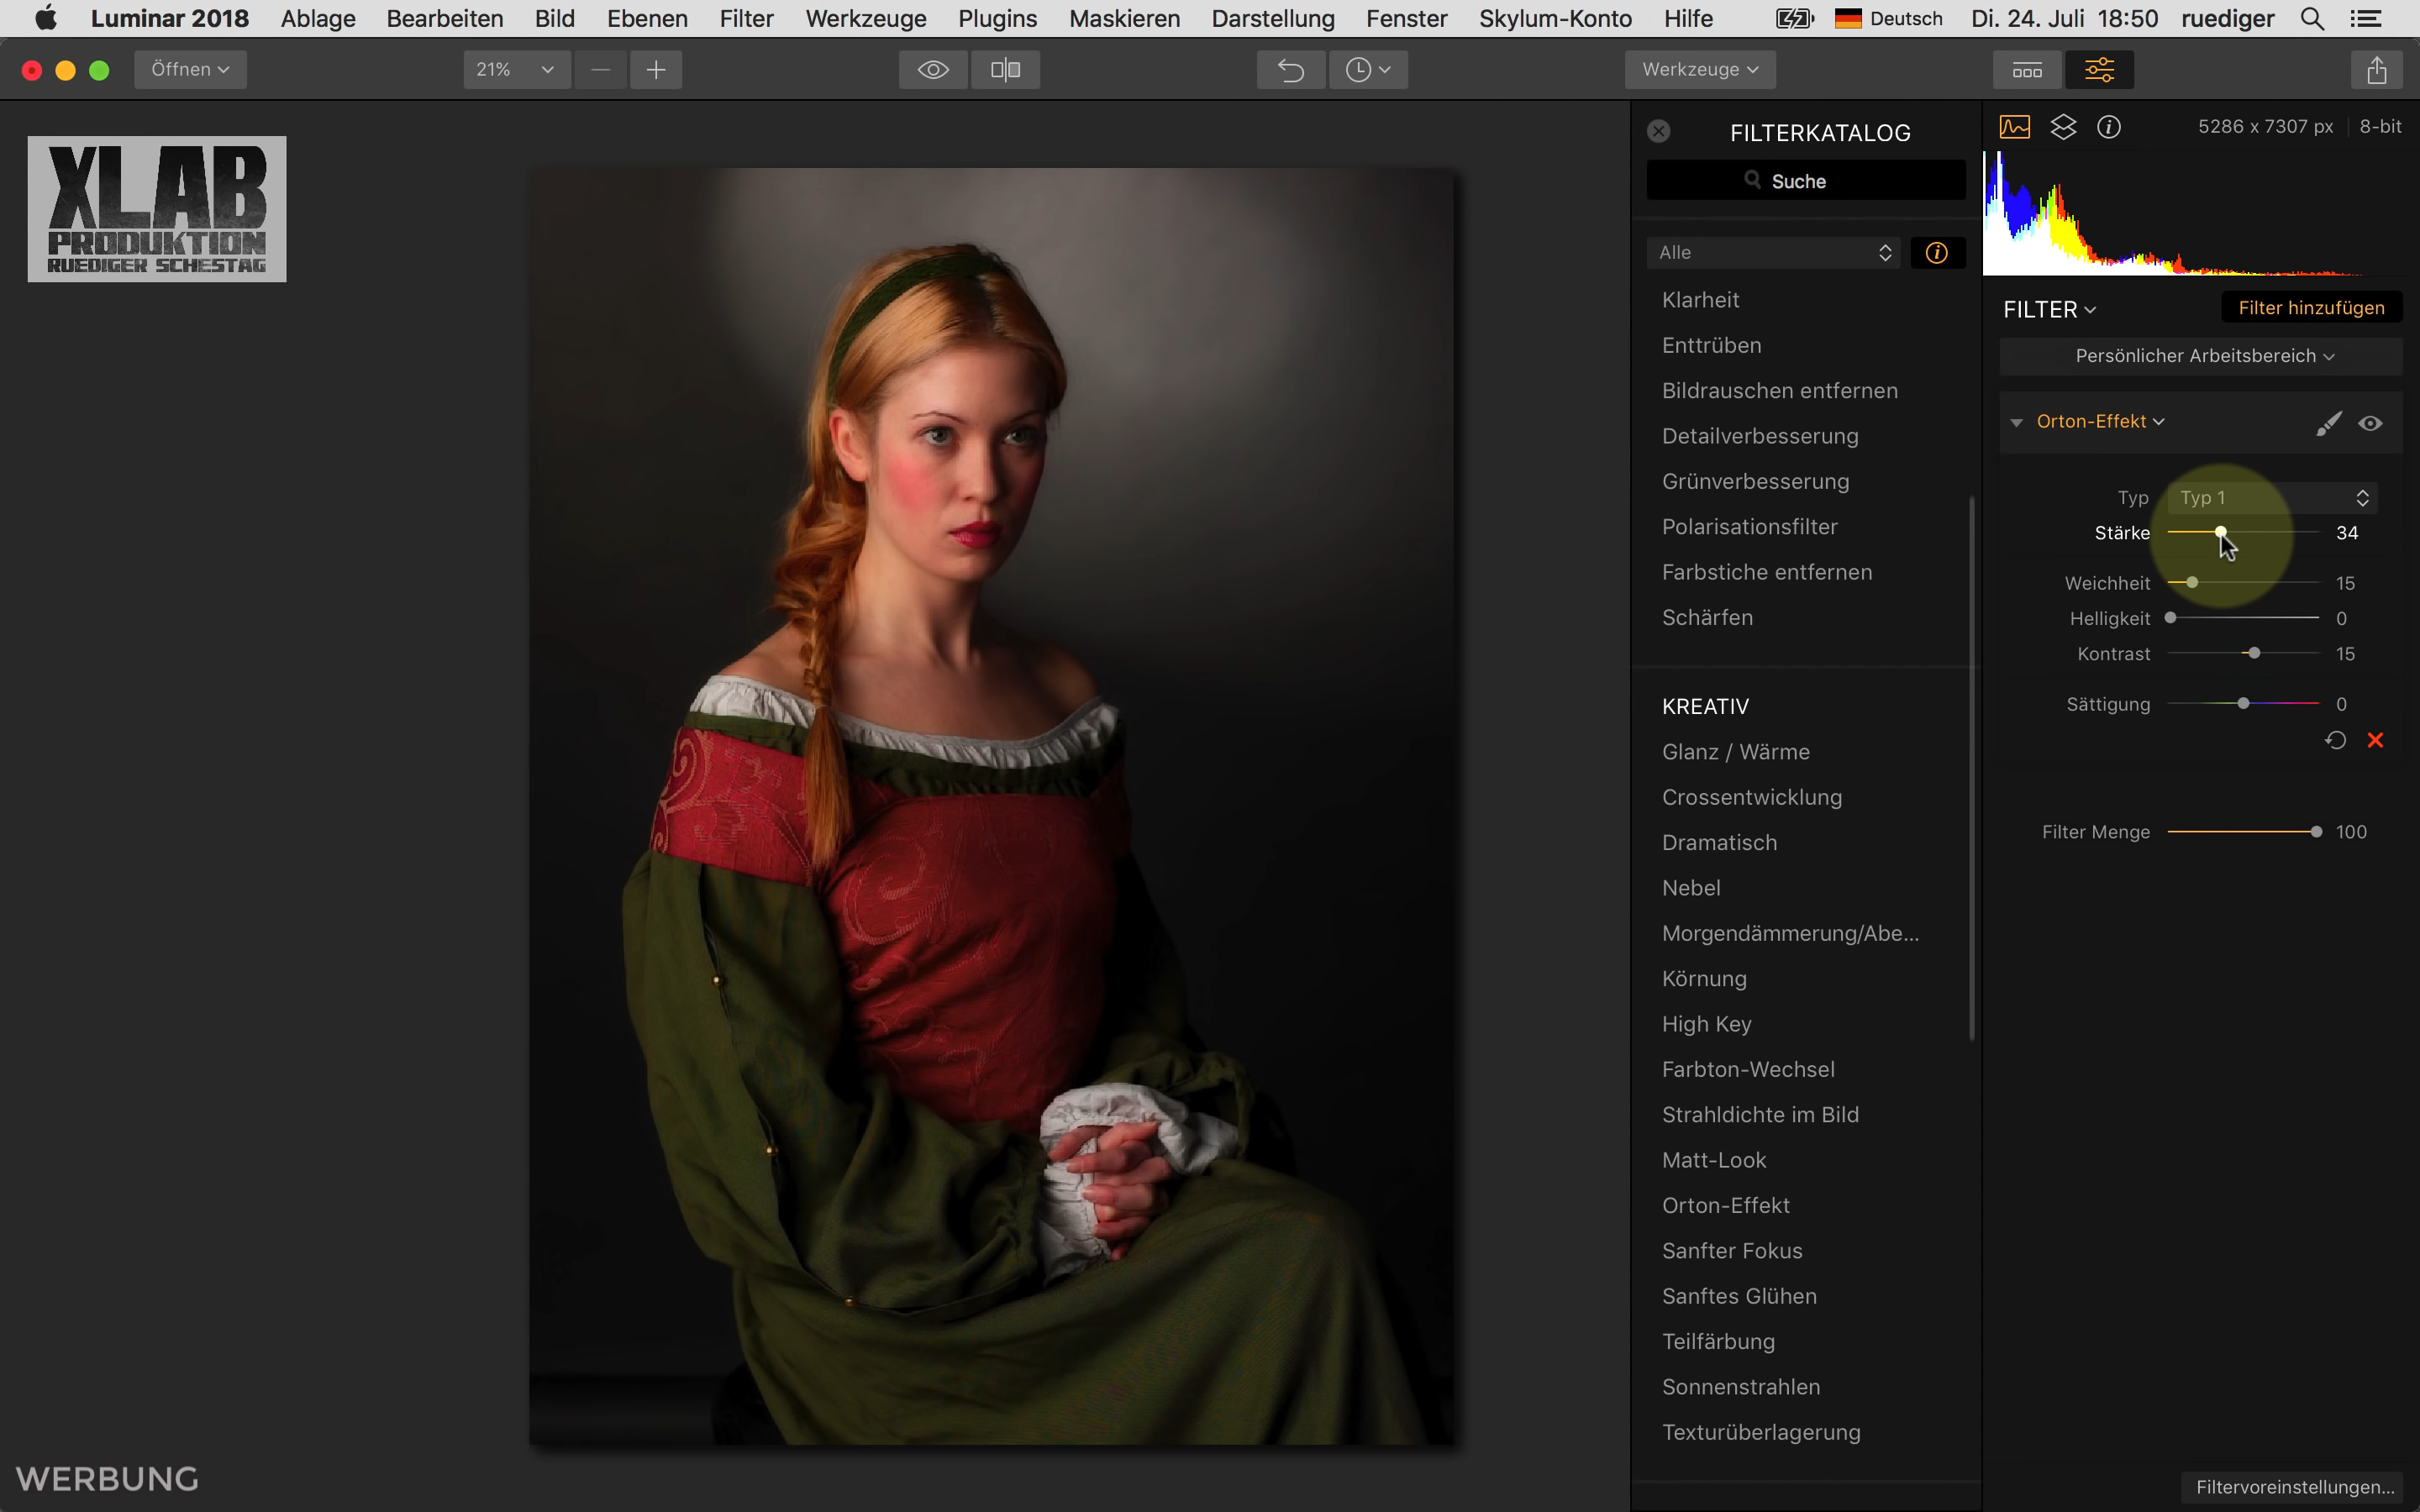 Luminar 2018 Ablage Bearbeiten Bild Ebenen Filter Werkzeuge Plugins Maskieren Darstellung Fenster Skylum-Konto Hilfe Deutsch Di. 24. Juli 18:50 ruediger
Öffnen 21% Werkzeuge
XLAB
PRODUKTION
RUEDIGER SCHESTAG
FILTERKATALOG
Suche
Alle
Klarheit
Enttrüben
Bildrauschen entfernen
Detailverbesserung
Grünverbesserung
Polarisationsfilter
Farbstiche entfernen
Schärfen
KREATIV
Glanz / Wärme
Crossentwicklung
Dramatisch
Nebel
Morgendämmerung/Abe...
Körnung
High Key
Farbton-Wechsel
Strahldichte im Bild
Matt-Look
Orton-Effekt
Sanfter Fokus
Sanftes Glühen
Teilfärbung
Sonnenstrahlen
Texturüberlagerung
5286 x 7307 px 8-bit
FILTER Filter hinzufügen
Persönlicher Arbeitsbereich
Orton-Effekt
Typ Typ 1
Stärke 34
Weichheit 15
Helligkeit 0
Kontrast 15
Sättigung 0
Filter Menge 100
Filtervoreinstellungen...
WERBUNG